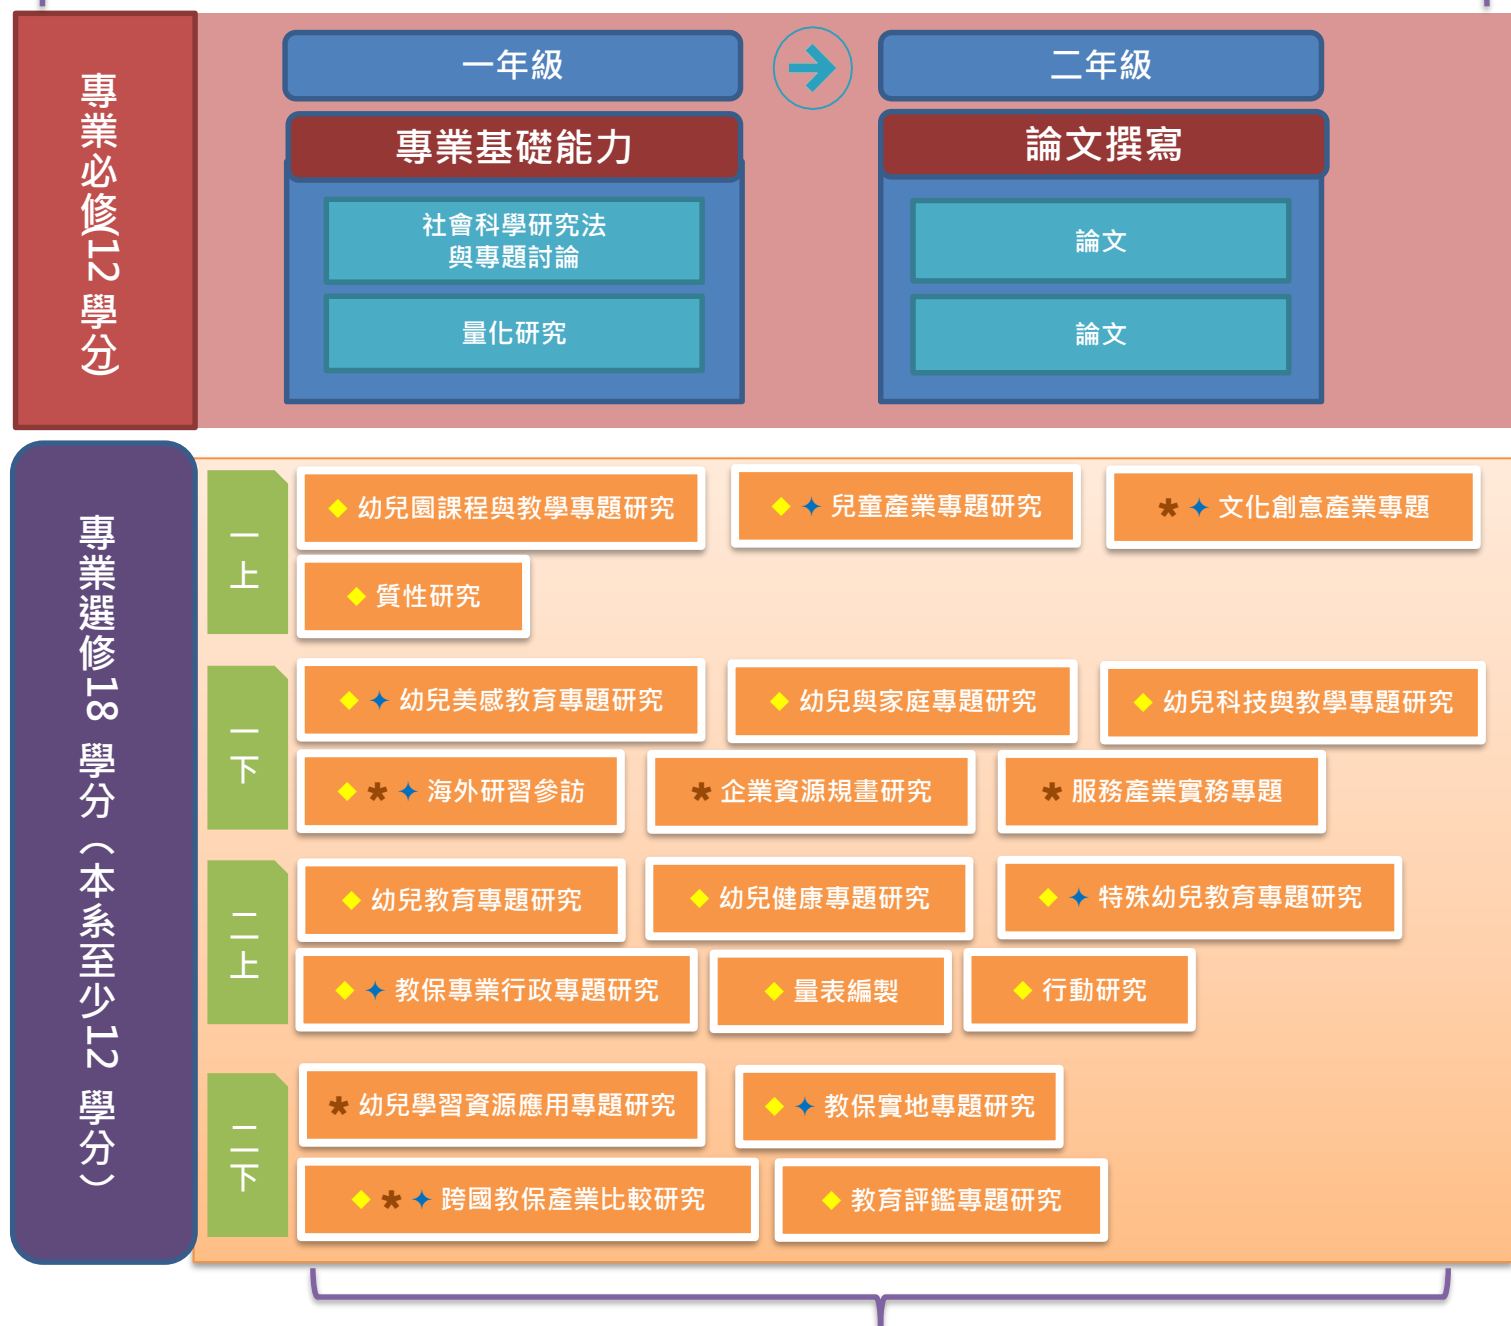 專業必修(12 學分)
一年級
二年級
專業基礎能力
論文撰寫
社會科學研究法
與專題討論
論文
量化研究
論文
專業選修18 學分（本系至少12 學分）
一上
◆ 幼兒園課程與教學專題研究
◆ ✦ 兒童產業專題研究
* ✦ 文化創意產業專題
◆ 質性研究
一下
◆ ✦ 幼兒美感教育專題研究
◆ 幼兒與家庭專題研究
◆ 幼兒科技與教學專題研究
◆ * ✦ 海外研習參訪
* 企業資源規畫研究
* 服務產業實務專題
二上
◆ 幼兒教育專題研究
◆ 幼兒健康專題研究
◆ ✦ 特殊幼兒教育專題研究
◆ ✦ 教保專業行政專題研究
◆ 量表編製
◆ 行動研究
二下
* 幼兒學習資源應用專題研究
◆ ✦ 教保實地專題研究
◆ * ✦ 跨國教保產業比較研究
◆ 教育評鑑專題研究